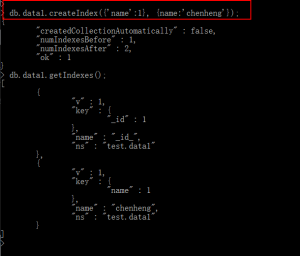 > db.data1.createIndex({"name":1}, {name:'chenheng'});
{
"createdCollectionAutomatically" : false,
"numIndexesBefore" : 1,
"numIndexesAfter" : 2,
"ok" : 1
}
> db.data1.getIndexes();
[
{
"v" : 1,
"key" : {
"_id" : 1
},
"name" : "_id_",
"ns" : "test.data1"
},
{
"v" : 1,
"key" : {
"name" : 1
},
"name" : "chenheng",
"ns" : "test.data1"
}
]
>